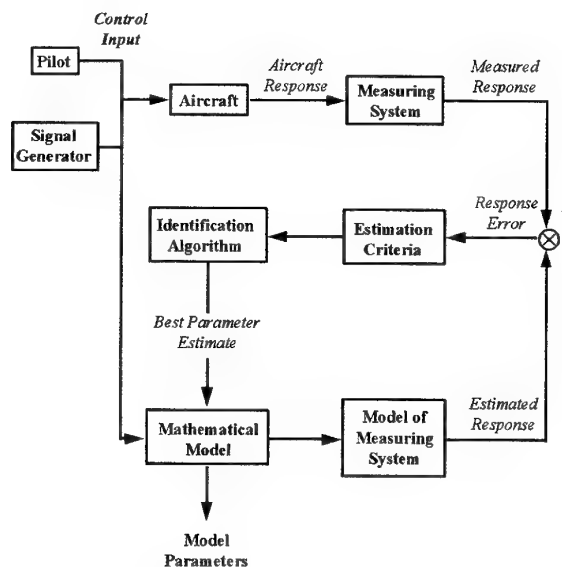 Control
Input
Pilot
Signal
Generator
Aircraft
Aircraft
Response
Measuring
System
Measured
Response
Identification
Algorithm
Estimation
Criteria
Response
Error
Best Parameter
Estimate
Mathematical
Model
Model of
Measuring
System
Estimated
Response
Model
Parameters